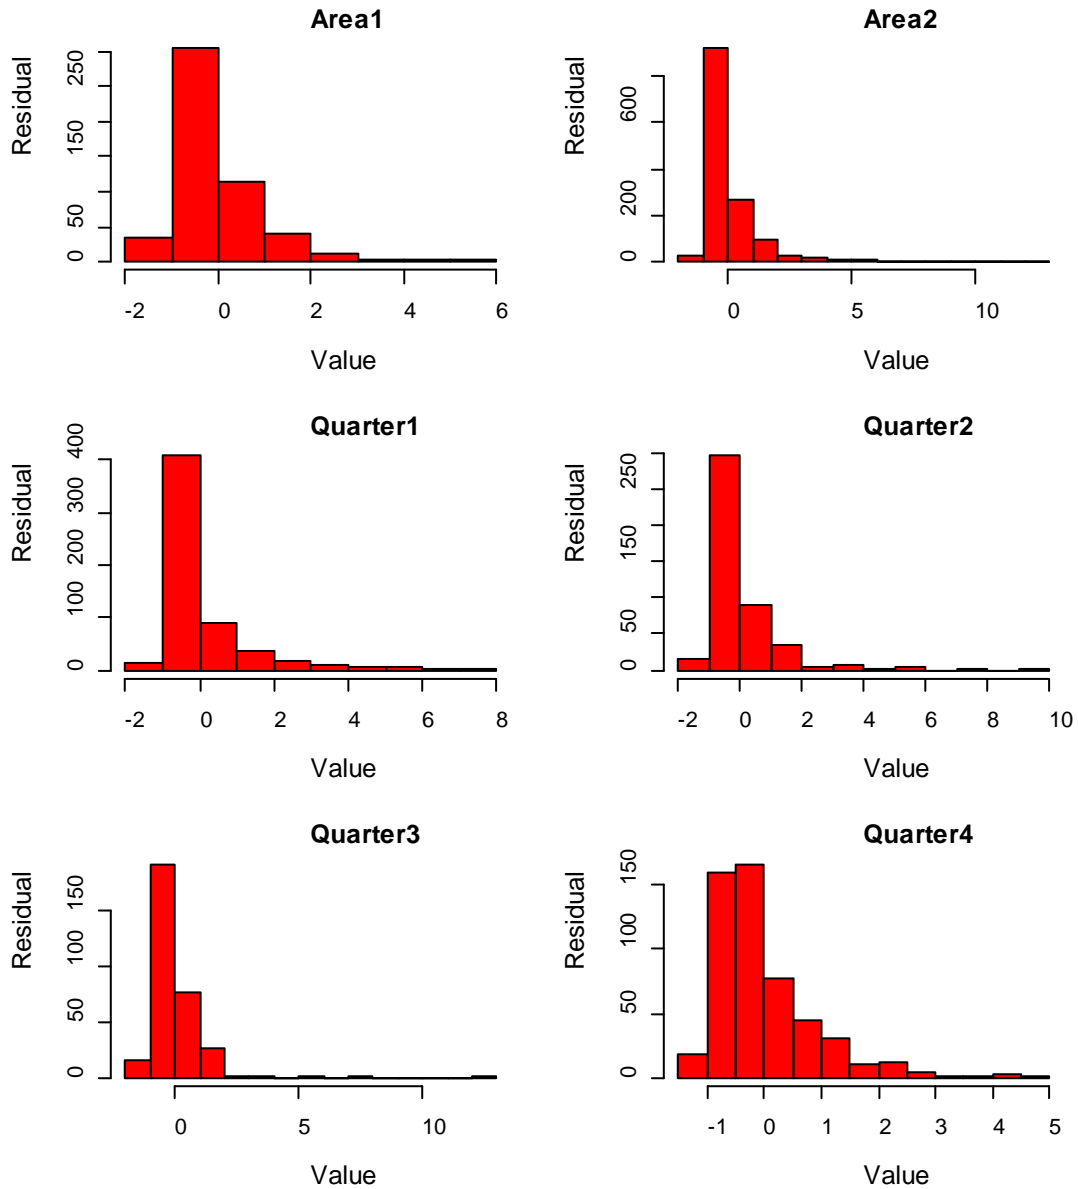 Area1
Residual
0 50 150 250
-2 0 2 4 6
Value
Area2
Residual
0 200 600
0 5 10
Value
Quarter1
Residual
0 100 200 300 400
-2 0 2 4 6 8
Value
Quarter2
Residual
0 50 150 250
-2 0 2 4 6 8 10
Value
Quarter3
Residual
0 50 100 150
0 5 10
Value
Quarter4
Residual
0 50 100 150
-1 0 1 2 3 4 5
Value